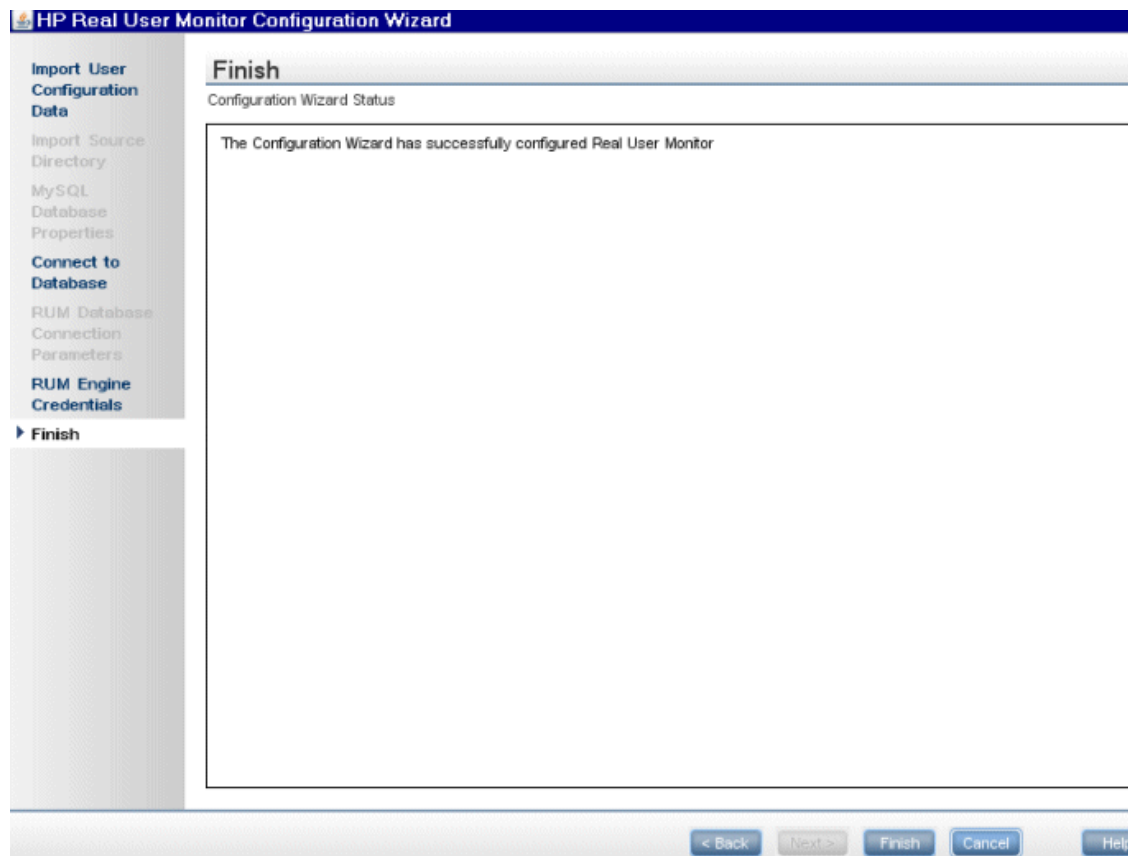 HP Real User Monitor Configuration Wizard
Import User
Configuration
Data
Import Source
Directory
MySQL
Database
Properties
Connect to
Database
RUM Database
Connection
Parameters
RUM Engine
Credentials
Finish
Finish
Configuration Wizard Status
The Configuration Wizard has successfully configured Real User Monitor
< Back
Next >
Finish
Cancel
Help